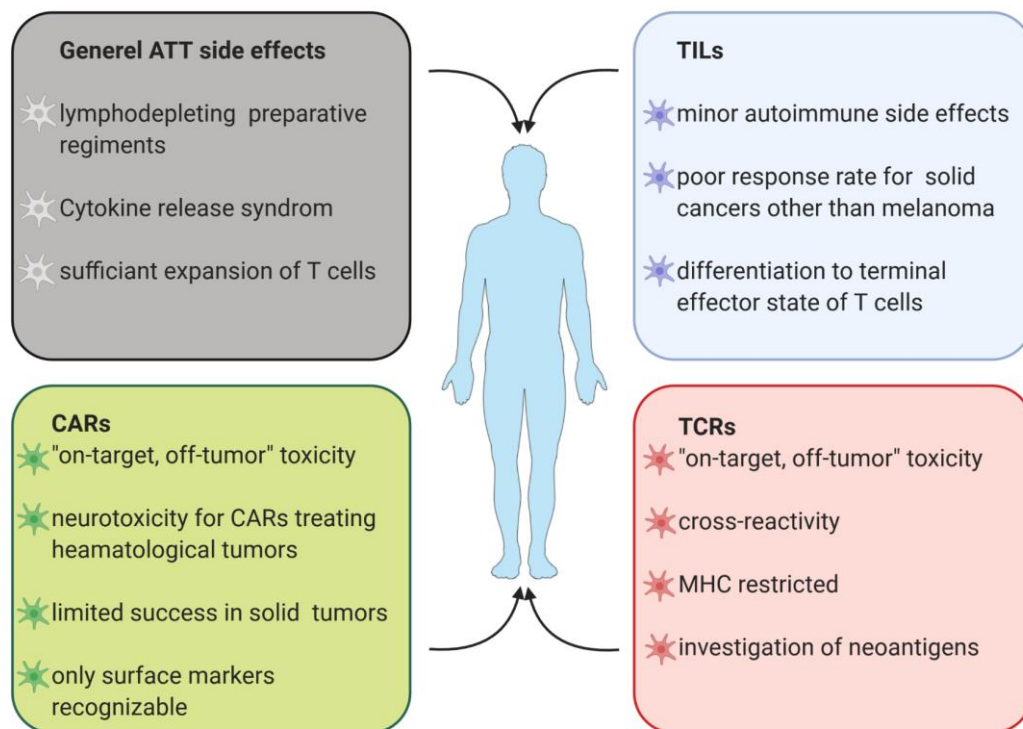 Generel ATT side effects
lymphodepleting preparative
regiments
Cytokine release syndrom
sufficiant expansion of T cells
TILs
minor autoimmune side effects
poor response rate for solid
cancers other than melanoma
differentiation to terminal
effector state of T cells
CARs
"on-target, off-tumor" toxicity
neurotoxicity for CARs treating
heamatological tumors
limited success in solid tumors
only surface markers
recognizable
TCRs
"on-target, off-tumor" toxicity
cross-reactivity
MHC restricted
investigation of neoantigens